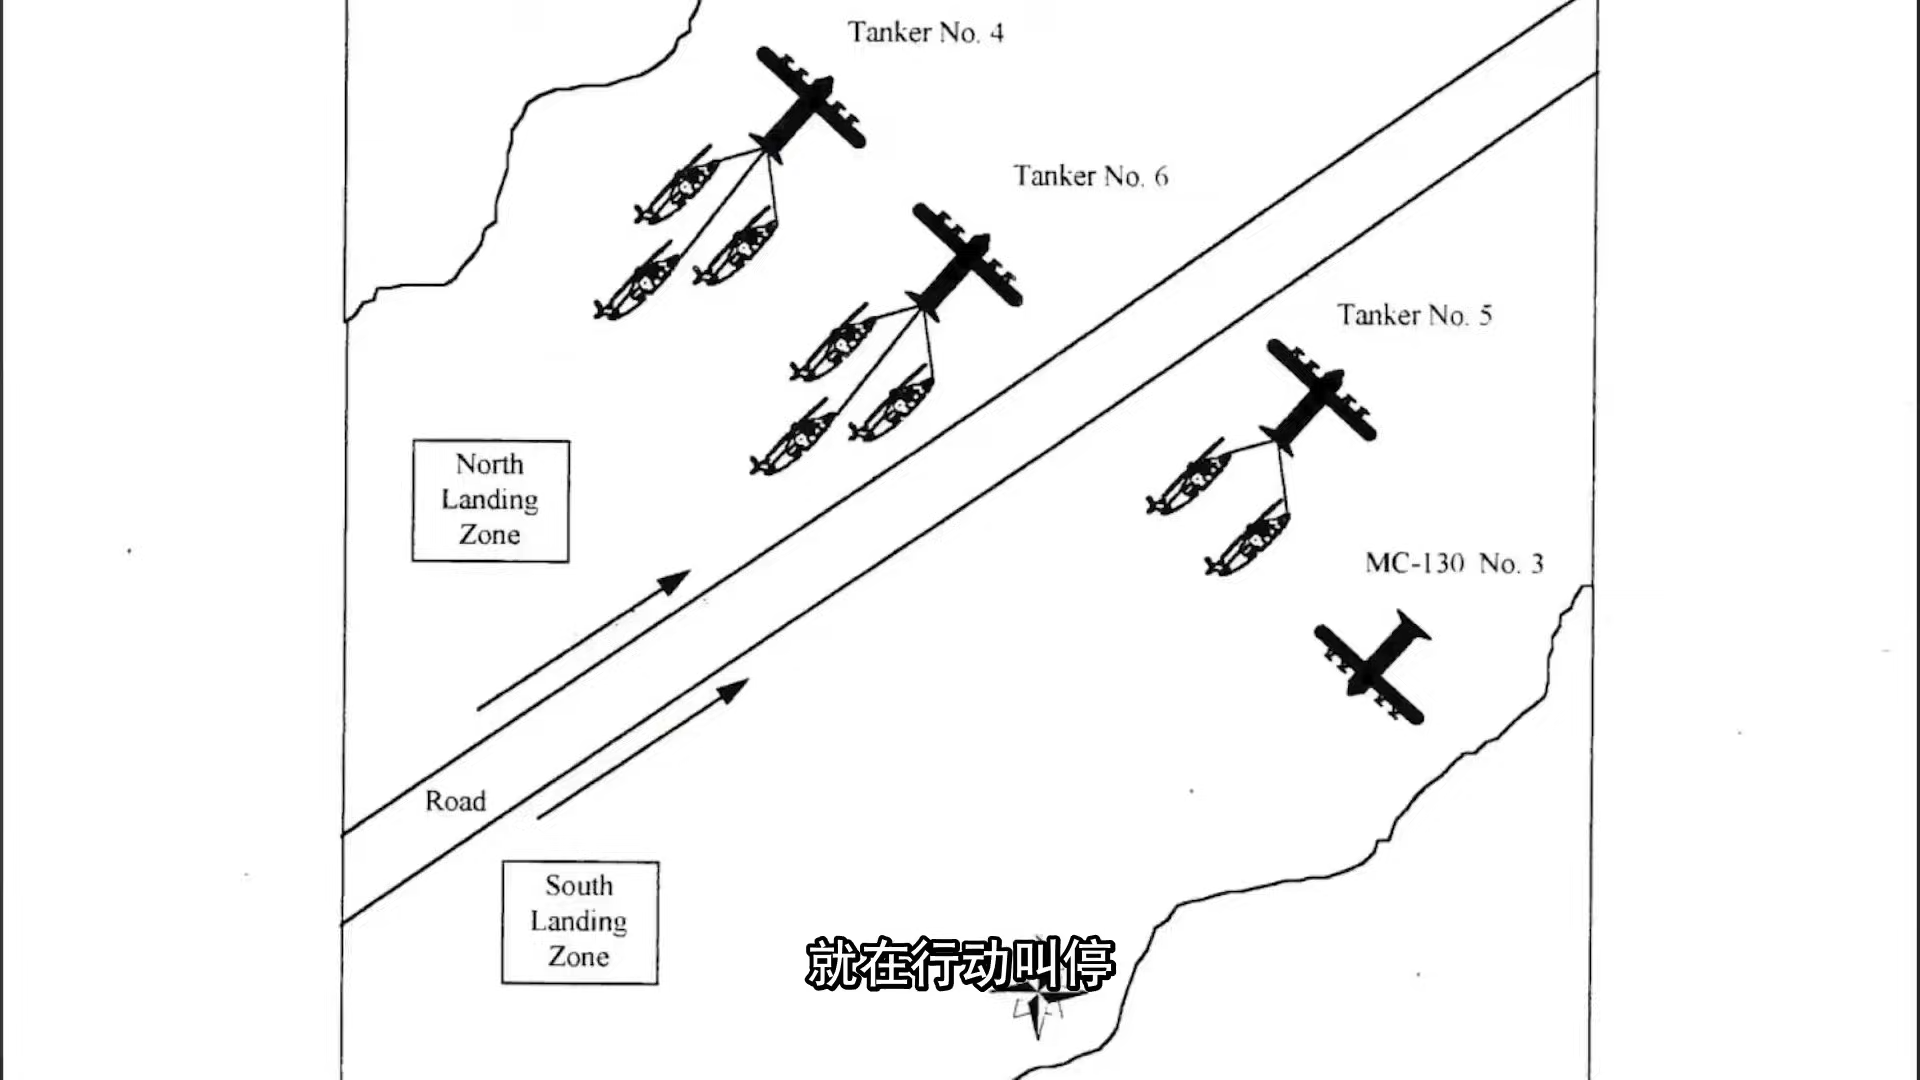 Tanker No. 4
Tanker No. 6
Tanker No. 5
North
Landing
Zone
MC-130 No. 3
Road
South
Landing
Zone
就在行动叫停